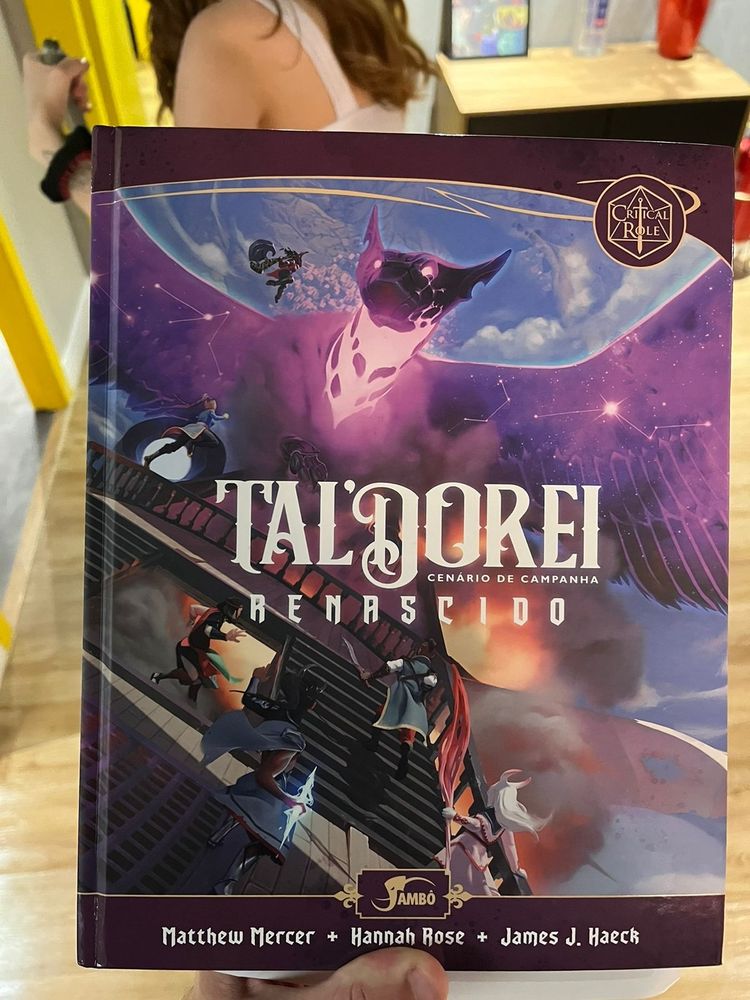 CRITICAL
ROLE
TAL'DOREI
CENÁRIO DE CAMPANHA
RENASCIDO
JAMBÔ
Matthew Mercer + Hannah Rose + James J. Haeck